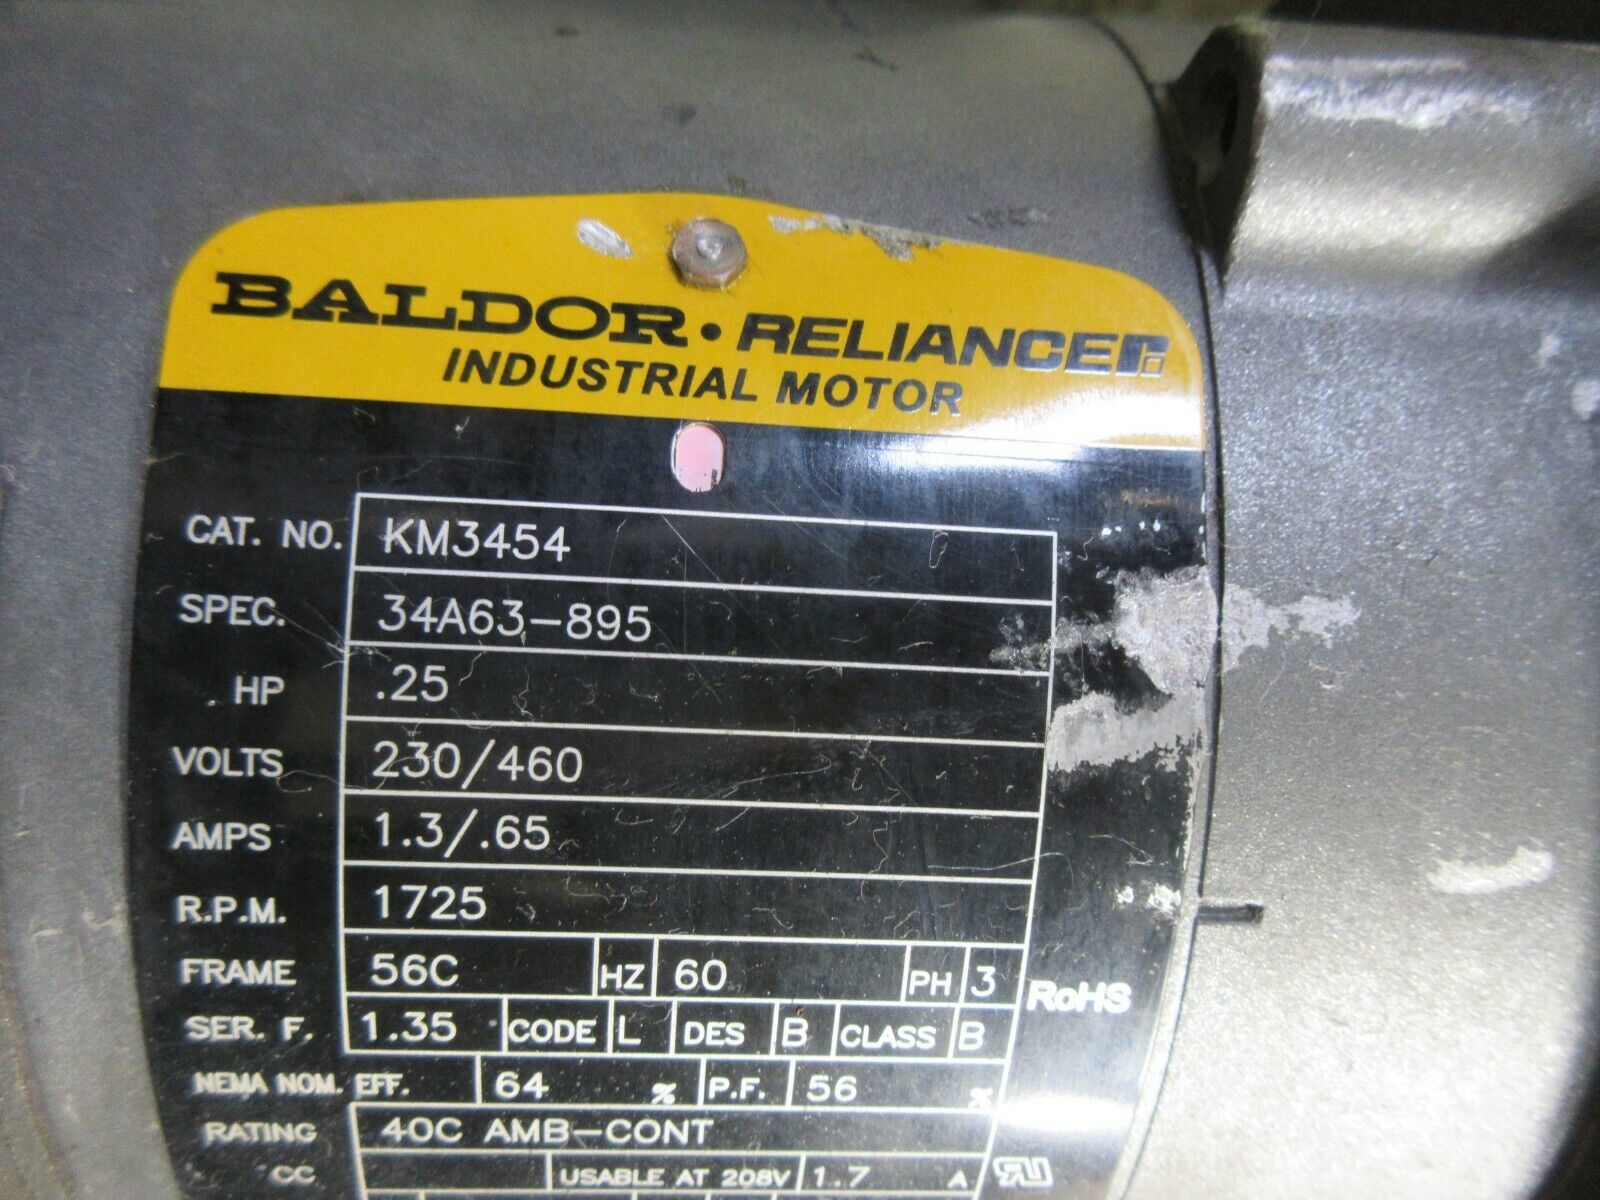 BALDOR • RELIANCE
INDUSTRIAL MOTOR
CAT. NO. KM3454
SPEC. 34A63-895
HP .25
VOLTS 230/460
AMPS 1.3/.65
R.P.M. 1725
FRAME 56C HZ 60 PH 3
RoHS
SER. F. 1.35 CODE L DES B CLASS B
NEMA NOM. EFF. 64 % P.F. 56 %
RATING 40C AMB-CONT
CC USABLE AT 208V 1.7 A